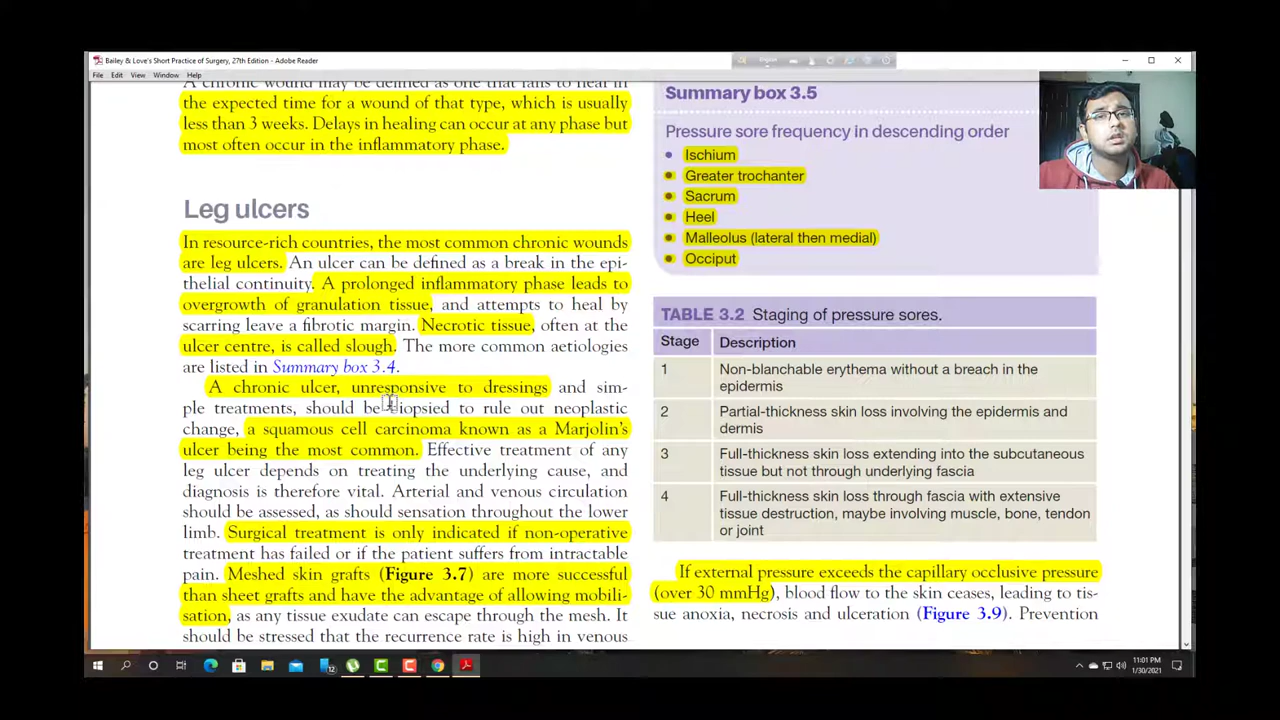 Bailey & Love's Short Practice of Surgery, 27th Edition - Adobe Reader
File Edit View Window Help
A chronic wound may be defined as one that fails to heal in
the expected time for a wound of that type, which is usually
less than 3 weeks. Delays in healing can occur at any phase but
most often occur in the inflammatory phase.
Leg ulcers
In resource-rich countries, the most common chronic wounds
are leg ulcers. An ulcer can be defined as a break in the epi-
thelial continuity. A prolonged inflammatory phase leads to
overgrowth of granulation tissue, and attempts to heal by
scarring leave a fibrotic margin. Necrotic tissue, often at the
ulcer centre, is called slough. The more common aetiologies
are listed in Summary box 3.4.
A chronic ulcer, unresponsive to dressings and sim-
ple treatments, should be biopsied to rule out neoplastic
change, a squamous cell carcinoma known as a Marjolin's
ulcer being the most common. Effective treatment of any
leg ulcer depends on treating the underlying cause, and
diagnosis is therefore vital. Arterial and venous circulation
should be assessed, as should sensation throughout the lower
limb. Surgical treatment is only indicated if non-operative
treatment has failed or if the patient suffers from intractable
pain. Meshed skin grafts (Figure 3.7) are more successful
than sheet grafts and have the advantage of allowing mobili-
sation, as any tissue exudate can escape through the mesh. It
should be stressed that the recurrence rate is high in venous
Summary box 3.5
Pressure sore frequency in descending order
• Ischium
• Greater trochanter
• Sacrum
• Heel
• Malleolus (lateral then medial)
• Occiput
TABLE 3.2 Staging of pressure sores.
Stage Description
1 Non-blanchable erythema without a breach in the
epidermis
2 Partial-thickness skin loss involving the epidermis and
dermis
3 Full-thickness skin loss extending into the subcutaneous
tissue but not through underlying fascia
4 Full-thickness skin loss through fascia with extensive
tissue destruction, maybe involving muscle, bone, tendon
or joint
If external pressure exceeds the capillary occlusive pressure
(over 30 mmHg), blood flow to the skin ceases, leading to tis-
sue anoxia, necrosis and ulceration (Figure 3.9). Prevention
12
11:01 PM
1/30/2021